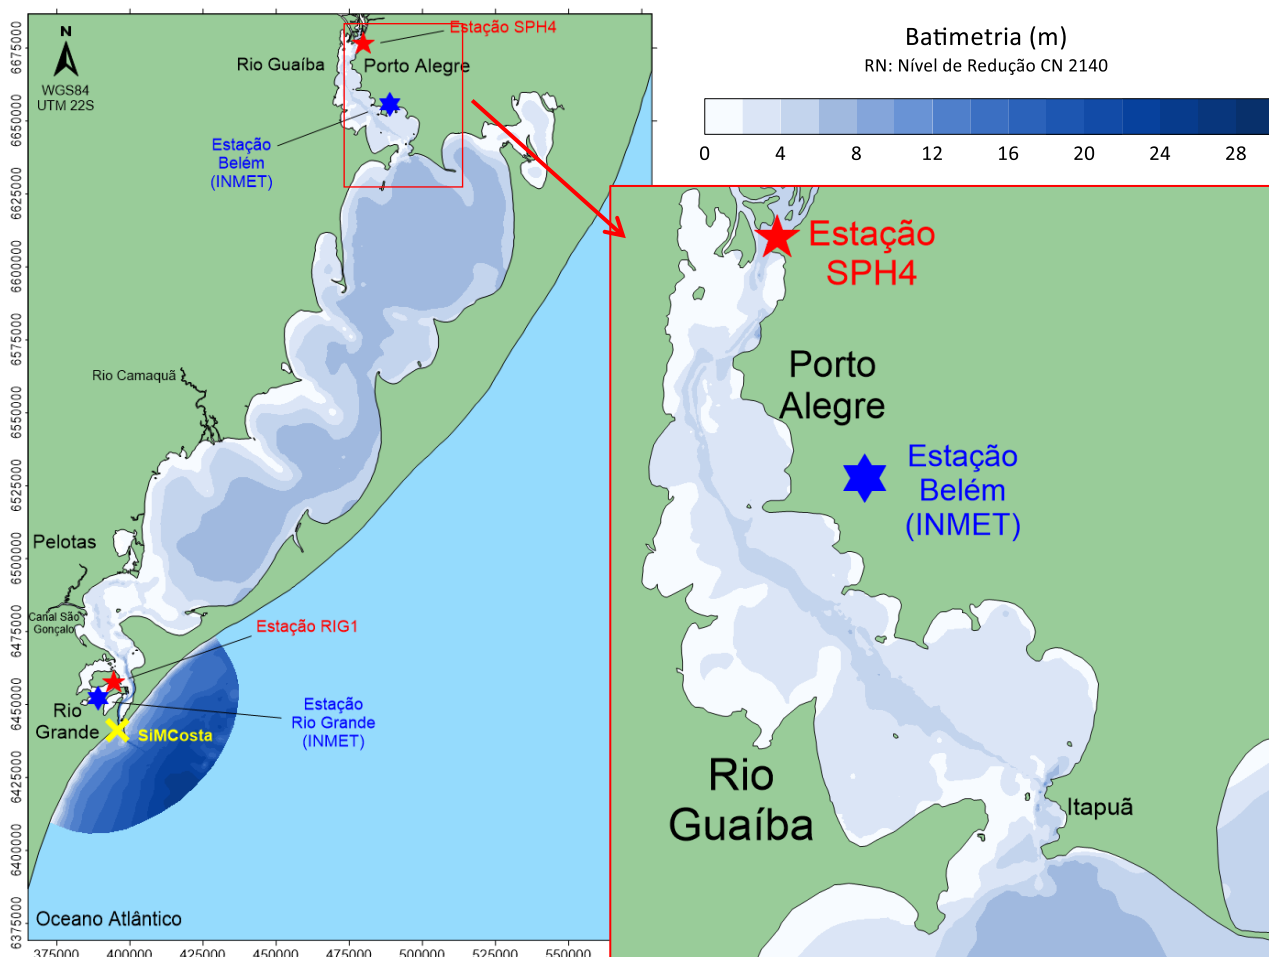 N
WGS84
UTM 22S
Estação SPH4
Rio Guaíba
Porto Alegre
Estação
Belém
(INMET)
Rio Camaquã
Pelotas
Canal São
Gonçalo
Estação RIG1
Rio
Grande
SiMCosta
Estação
Rio Grande
(INMET)
Oceano Atlântico
6675000
6650000
6625000
6600000
6575000
6550000
6525000
6500000
6475000
6450000
6425000
6400000
6375000
375000 400000 425000 450000 475000 500000 525000 550000
Batimetria (m)
RN: Nível de Redução CN 2140
0 4 8 12 16 20 24 28
Estação
SPH4
Porto
Alegre
Estação
Belém
(INMET)
Rio
Guaíba
Itapuã